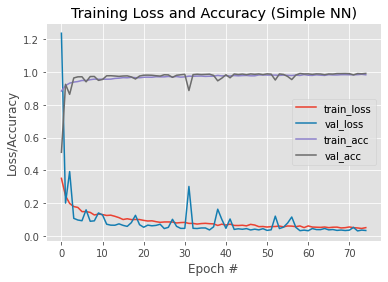 Training Loss and Accuracy (Simple NN)
1.2
1.0
0.8
0.6
0.4
0.2
0.0
Loss/Accuracy
train_loss
val_loss
train_acc
val_acc
0 10 20 30 40 50 60 70
Epoch #